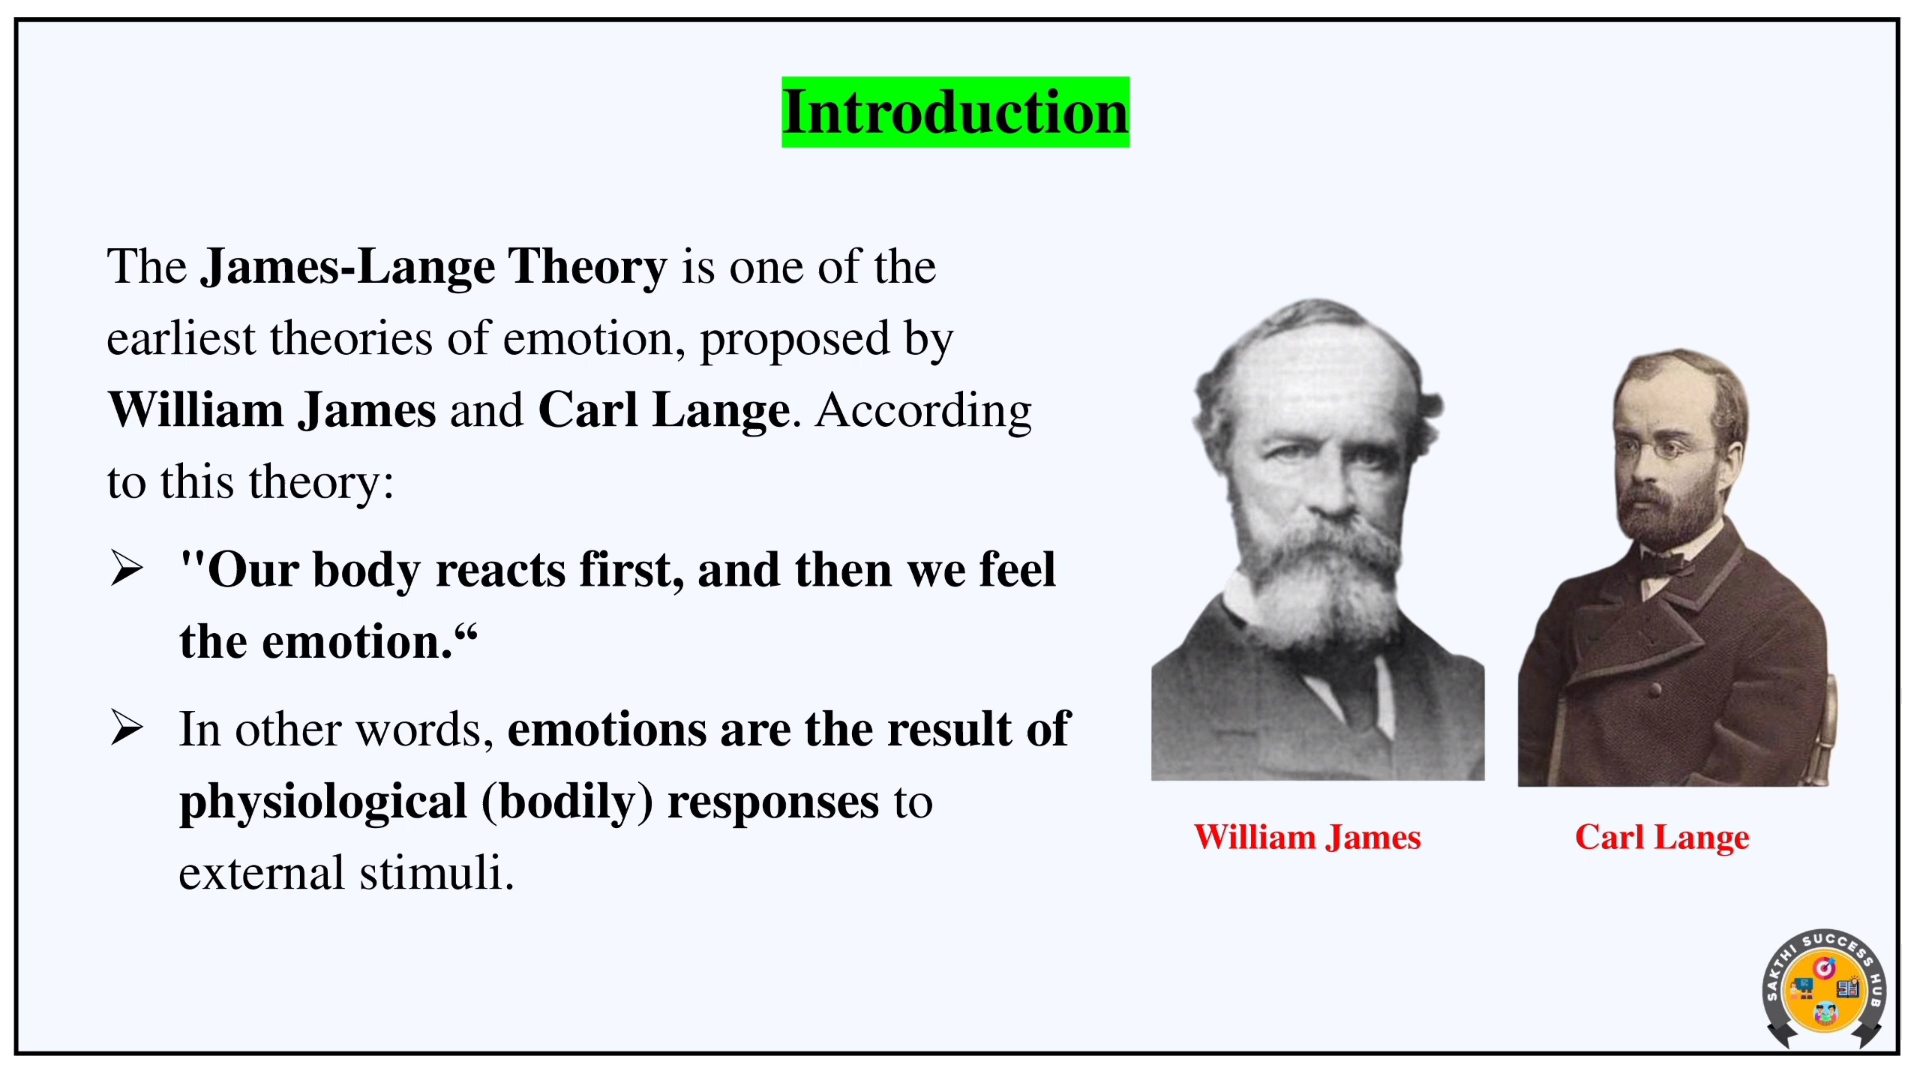 Introduction
The James-Lange Theory is one of the
earliest theories of emotion, proposed by
William James and Carl Lange. According
to this theory:
➢ "Our body reacts first, and then we feel
the emotion.“
➢ In other words, emotions are the result of
physiological (bodily) responses to
external stimuli.
William James
Carl Lange
SAKTHI SUCCESS HUB